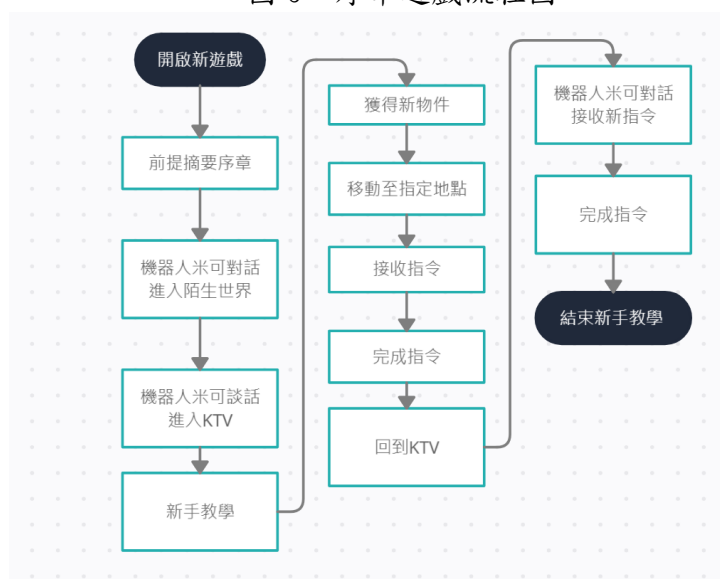 開啟新遊戲
前提摘要序章
機器人米可對話
進入陌生世界
機器人米可談話
進入KTV
新手教學
獲得新物件
移動至指定地點
接收指令
完成指令
回到KTV
機器人米可對話
接收新指令
完成指令
結束新手教學